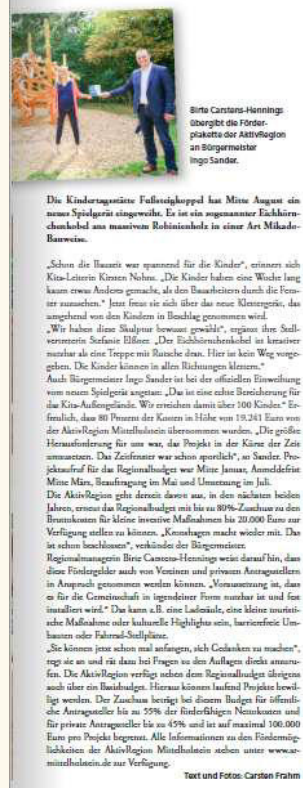 Birte Carstens-Hennings
übergibt die Förder-
plakette der AktivRegion
an Bürgermeister
Ingo Sander.
Die Kindertagsstätte Fußsteigkoppel hat Mitte August ein
neues Spielgerät eingeweiht. Es ist ein sogenannter Eichhörn-
chenkobel aus massivem Robinienholz in einer Art Mikado-
Bauweise.
„Schon die Bauzeit war spannend für die Kinder“, erinnert sich
Kita-Leiterin Kirsten Nohns. „Die Kinder haben eine Woche lang
kaum etwas Anderes gemacht, als den Bauarbeitern durch die Fens-
ter zuzusehen.“ Jetzt freue sie sich über das neue Klettergerät, das
umgehend von den Kindern in Beschlag genommen wird.
„Wir haben diese Skulptur bewusst gewählt“, ergänzt ihre Stell-
vertreterin Stefanie Elßner. „Der Eichhörnchenkobel ist kreativer
nutzbar als eine Treppe mit Rutsche dran. Hier ist kein Weg vorge-
geben. Die Kinder können in allen Richtungen klettern.“
Auch Bürgermeister Ingo Sander ist bei der offiziellen Einweihung
vom neuen Spielgerät angetan: „Das ist eine echte Bereicherung für
das Kita-Außengelände. Wir erreichen damit über 100 Kinder.“ Er-
freulich, dass 80 Prozent der Kosten in Höhe von 19.241 Euro von
der AktivRegion Mittelholstein übernommen wurden. „Die größte
Herausforderung für uns war, das Projekt in der Kürze der Zeit
umzusetzen. Das Zeitfenster war schon sportlich“, so Sander. Pro-
jektaufruf für das Regionalbudget war Mitte Januar, Anmeldefrist
Mitte März, Beauftragung im Mai und Umsetzung im Juli.
Die AktivRegion geht derzeit davon aus, in den nächsten beiden
Jahren, erneut das Regionalbudget mit bis zu 80%-Zuschuss zu den
Bruttokosten für kleine investive Maßnahmen bis 20.000 Euro zur
Verfügung stellen zu können. „Kronshagen macht wieder mit. Das
ist schon beschlossen“, verkündet der Bürgermeister.
Regionalmanagerin Birte Carstens-Hennings weist darauf hin, dass
diese Fördergelder auch von Vereinen und privaten Antragstellern
in Anspruch genommen werden können. „Voraussetzung ist, dass
es für die Gemeinschaft in irgendeiner Form nutzbar ist und fest
installiert wird.“ Das kann z.B. eine Ladesäule, eine kleine touristi-
sche Maßnahme oder kulturelle Highlights sein, barrierefreie Um-
bauten oder Fahrrad-Stellplätze.
„Sie können jetzt schon mal anfangen, sich Gedanken zu machen“,
regt sie an und rät dazu bei Fragen zu den Auflagen direkt anzuru-
fen. Die AktivRegion verfügt neben dem Regionalbudget übrigens
auch über ein Basisbudget. Hieraus können laufend Projekte bewil-
ligt werden. Der Zuschuss beträgt bei diesem Budget für öffentli-
che Antragsteller bis zu 55% der förderfähigen Nettokosten und
für private Antragsteller bis zu 45% und ist auf maximal 100.000
Euro pro Projekt begrenzt. Alle Informationen zu den Fördermög-
lichkeiten der AktivRegion Mittelholstein stehen unter www.ar-
mittelholstein.de zur Verfügung.
Text und Fotos: Carsten Frahm